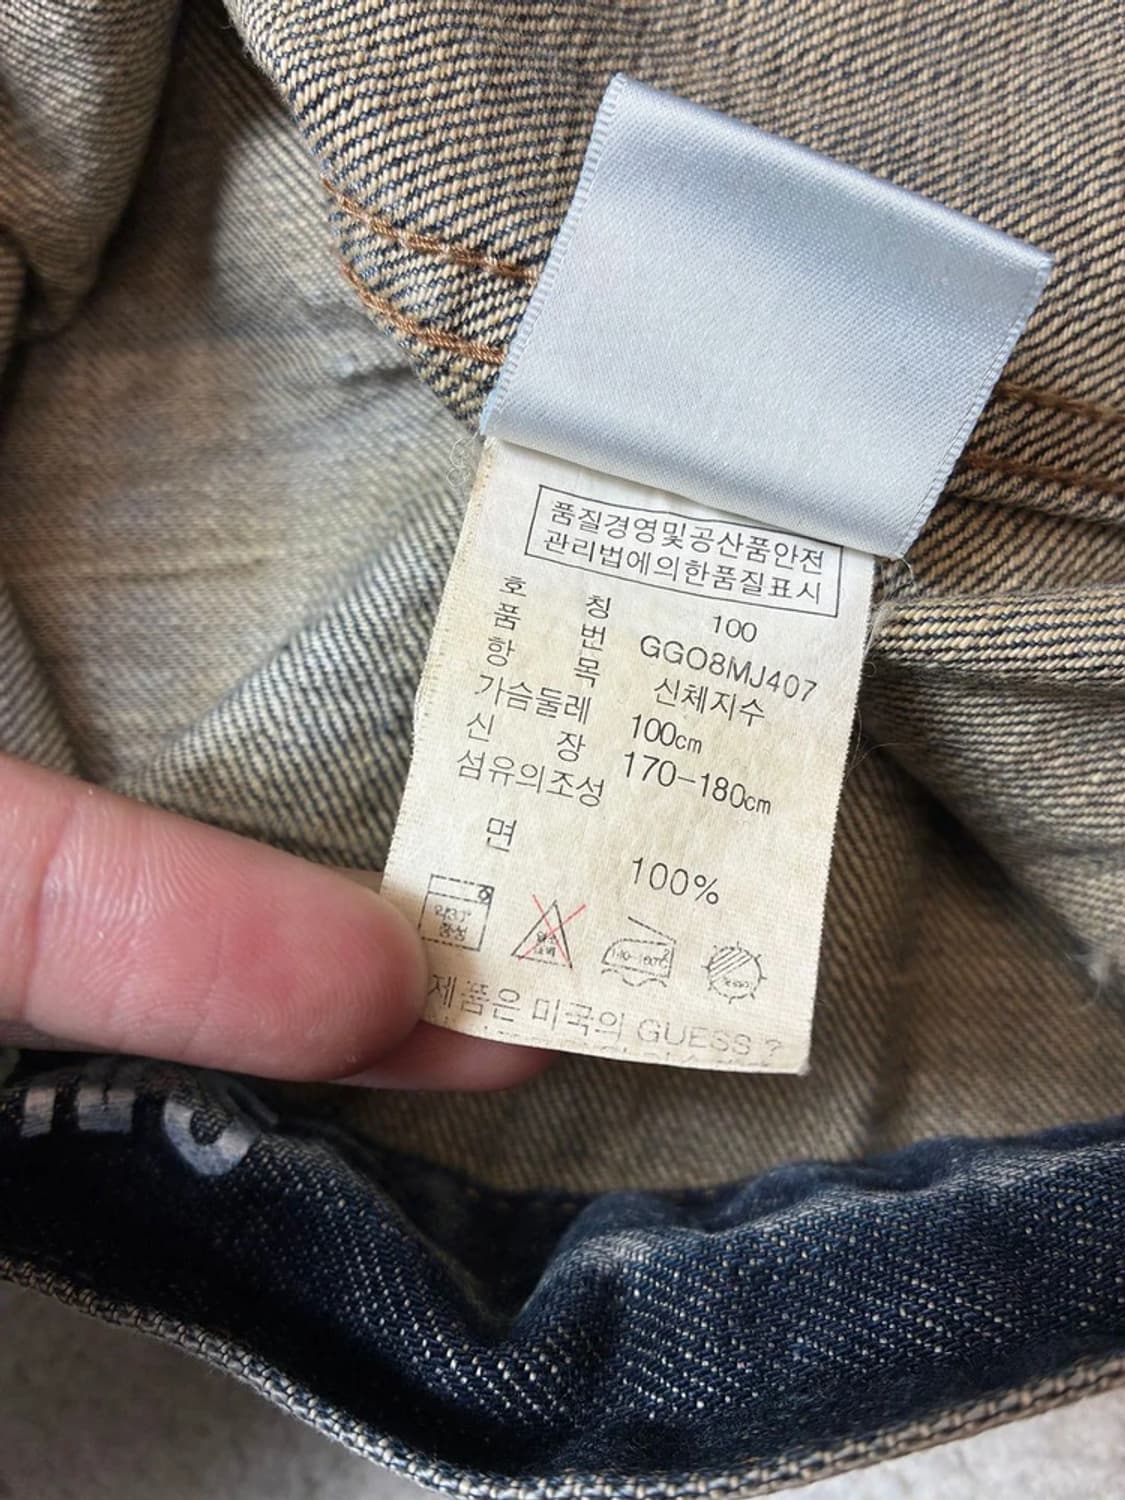 품질경영및공산품안전
관리법에의한품질표시
호 칭 100
품 번 GG08MJ407
항 목 신체지수
가슴둘레 100cm
신 장 170-180cm
섬유의조성
면 100%
제품은 미국의 GUESS ?